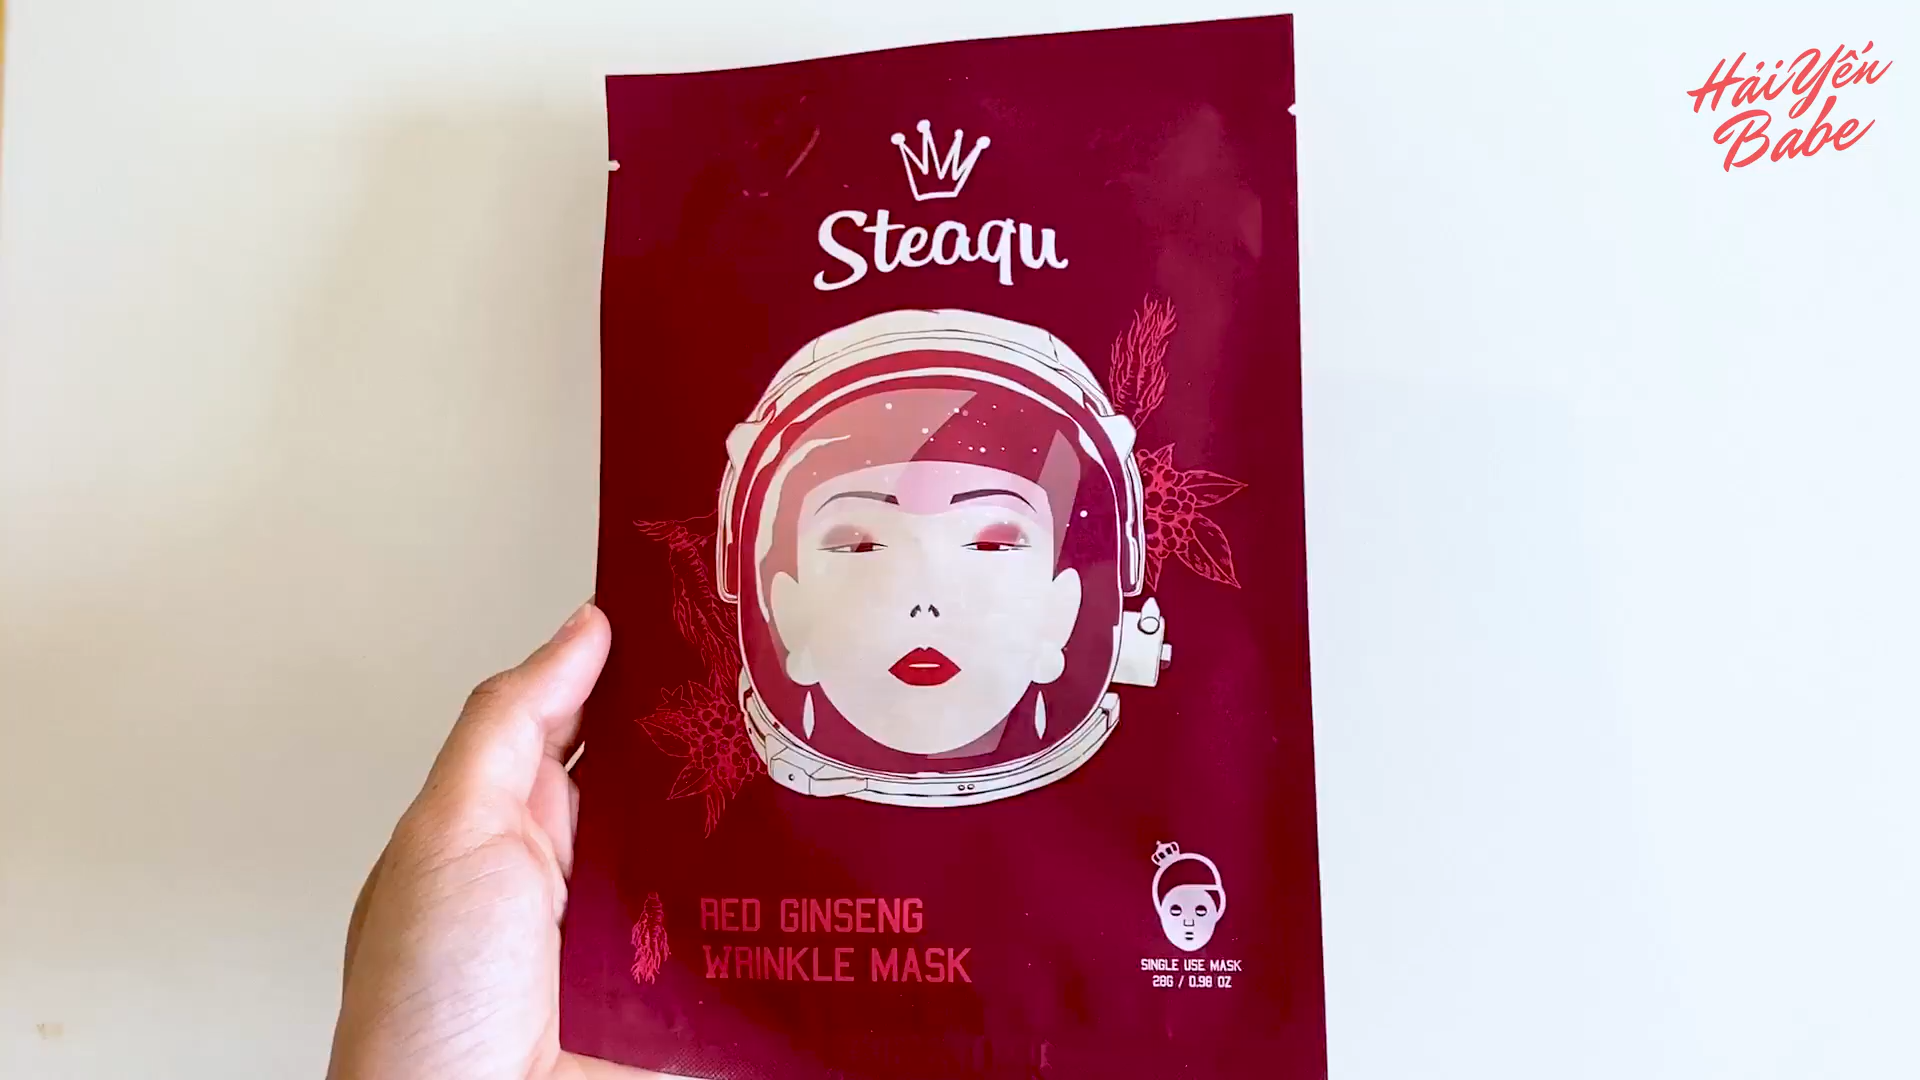 Hải Yến
Babe
Steaqu
RED GINSENG
WRINKLE MASK
SINGLE USE MASK
28G / 0.98 OZ